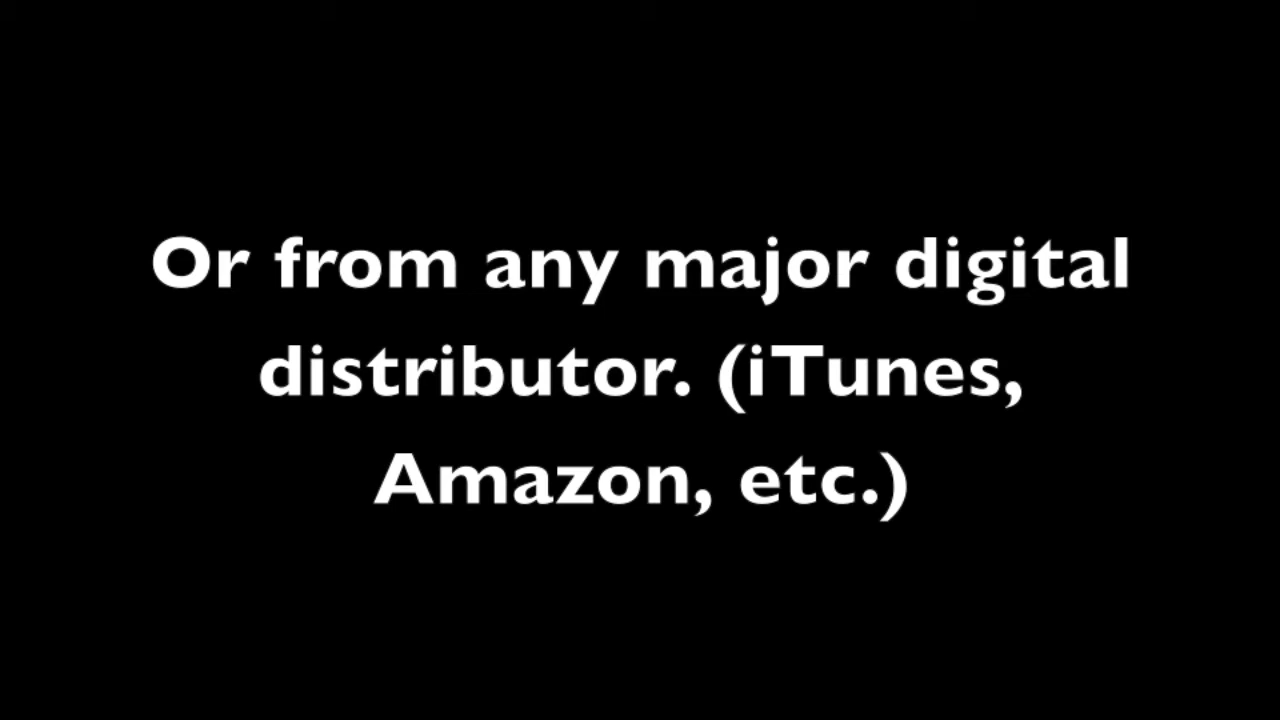 Or from any major digital
distributor. (iTunes,
Amazon, etc.)